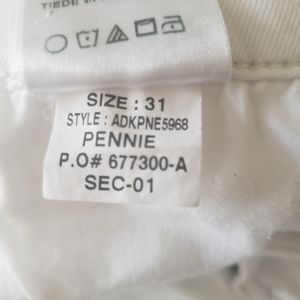 SIZE : 31
STYLE : ADKPNE5968
PENNIE
P.O# 677300-A
SEC-01